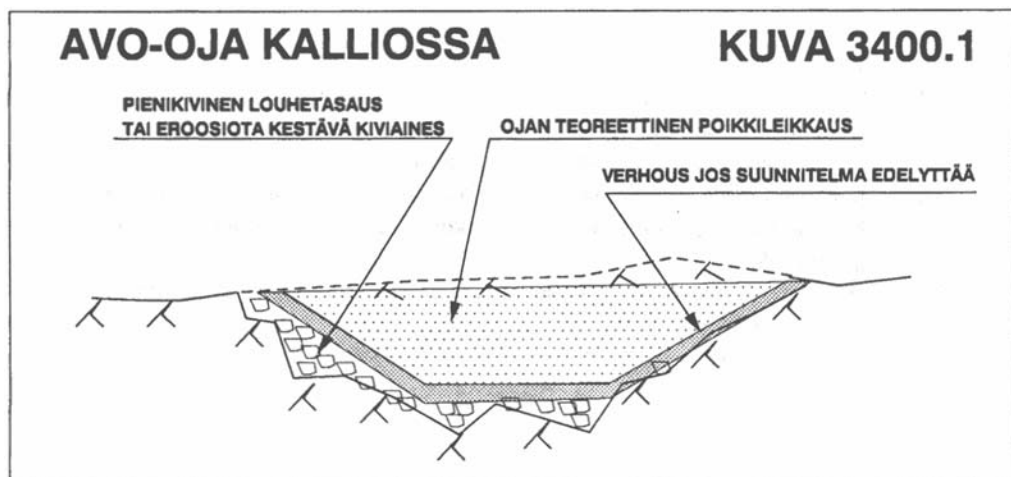 AVO-OJA KALLIOSSA KUVA 3400.1
PIENIKIVINEN LOUHETASAUS
TAI EROOSIOTA KESTÄVÄ KIVIAINES
OJAN TEOREETTINEN POIKKILEIKKAUS
VERHOUS JOS SUUNNITELMA EDELYTTÄÄ